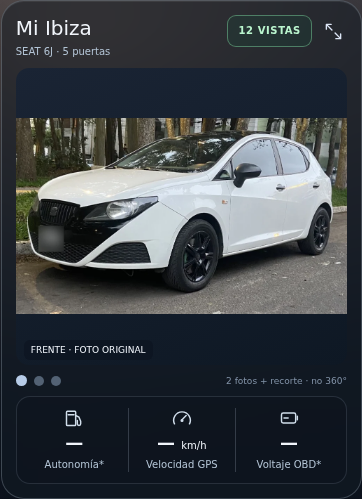 Mi Ibiza
SEAT 6J · 5 puertas
12 VISTAS
FRENTE · FOTO ORIGINAL
2 fotos + recorte · no 360°
— — km/h —
Autonomía* Velocidad GPS Voltaje OBD*